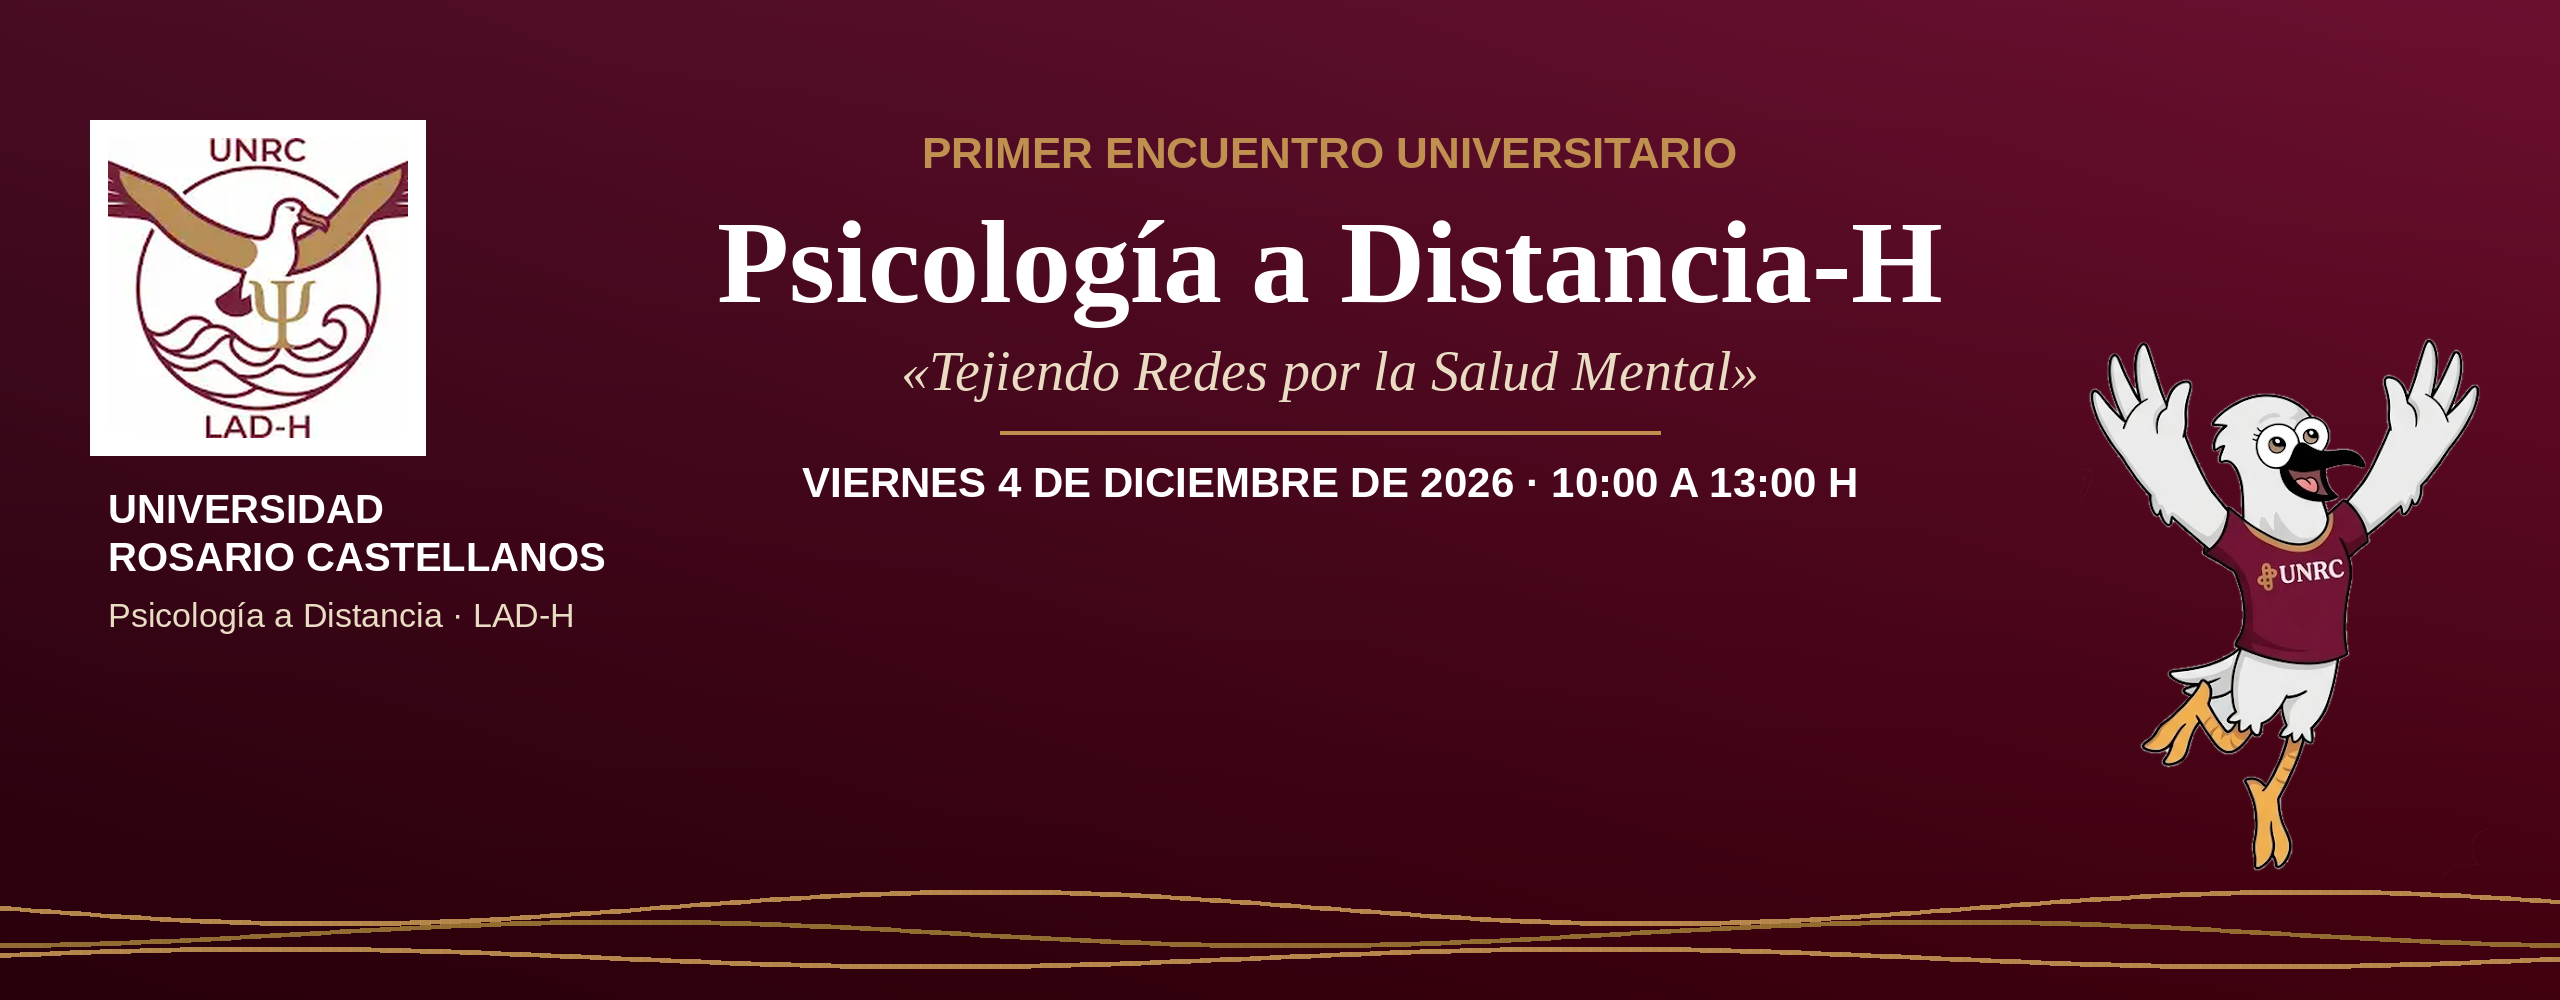 UNRC
LAD-H
UNIVERSIDAD
ROSARIO CASTELLANOS
Psicología a Distancia · LAD-H
PRIMER ENCUENTRO UNIVERSITARIO
Psicología a Distancia-H
«Tejiendo Redes por la Salud Mental»
VIERNES 4 DE DICIEMBRE DE 2026 · 10:00 A 13:00 H
UNRC